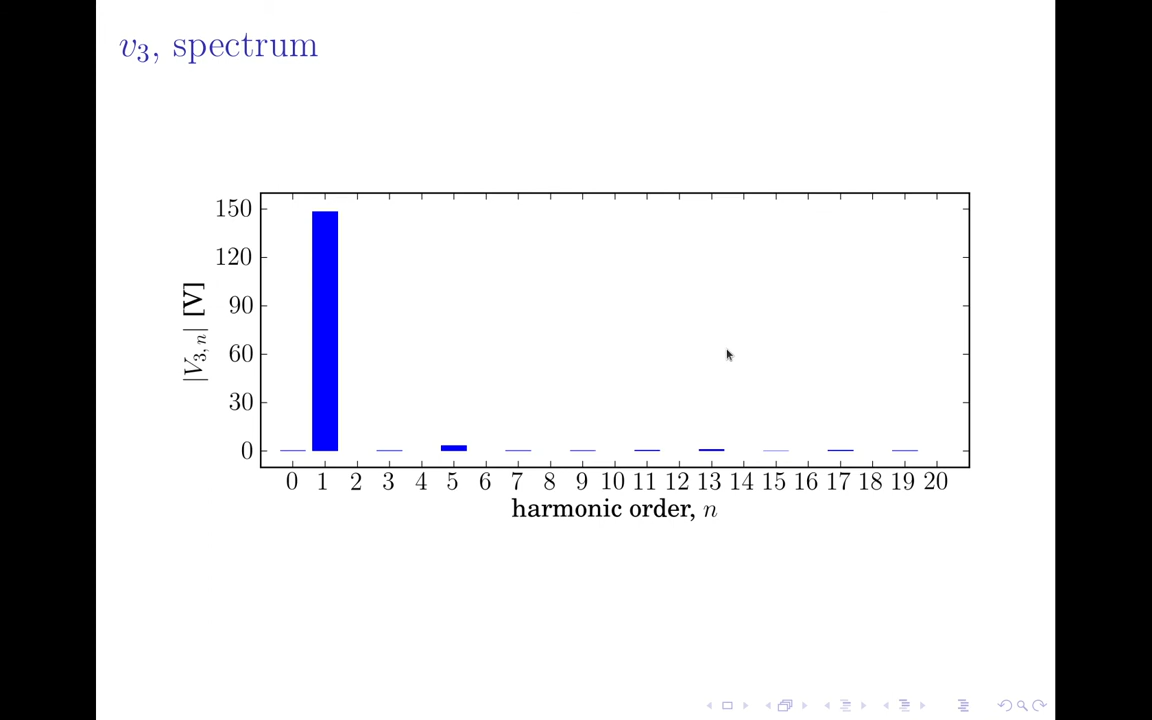 v₃, spectrum
150
120
90
60
30
0
|V₃,ₙ| [V]
0 1 2 3 4 5 6 7 8 9 10 11 12 13 14 15 16 17 18 19 20
harmonic order, n